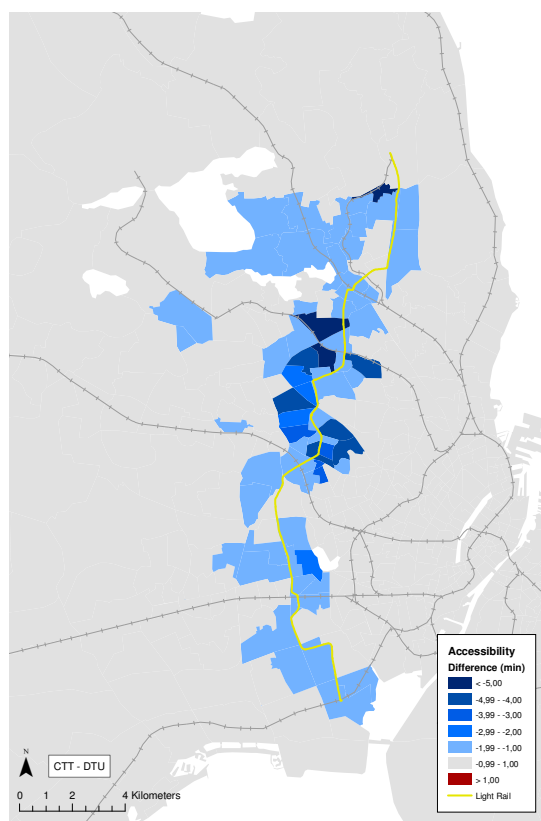 Accessibility
Difference (min)
< -5,00
-4,99 - -4,00
-3,99 - -3,00
-2,99 - -2,00
-1,99 - -1,00
-0,99 - 1,00
> 1,00
Light Rail
N
CTT - DTU
0 1 2 4 Kilometers